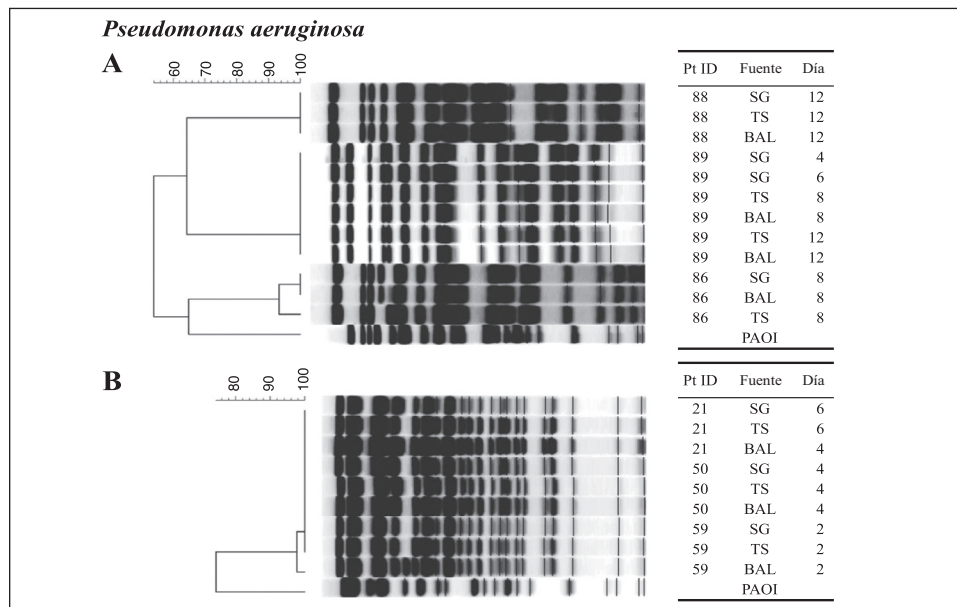 Pseudomonas aeruginosa
A
60 70 80 90 100
Pt ID Fuente Día
88 SG 12
88 TS 12
88 BAL 12
89 SG 4
89 SG 6
89 TS 8
89 BAL 8
89 TS 12
89 BAL 12
86 SG 8
86 BAL 8
86 TS 8
PAOI
B
80 90 100
Pt ID Fuente Día
21 SG 6
21 TS 6
21 BAL 4
50 SG 4
50 TS 4
50 BAL 4
59 SG 2
59 TS 2
59 BAL 2
PAOI